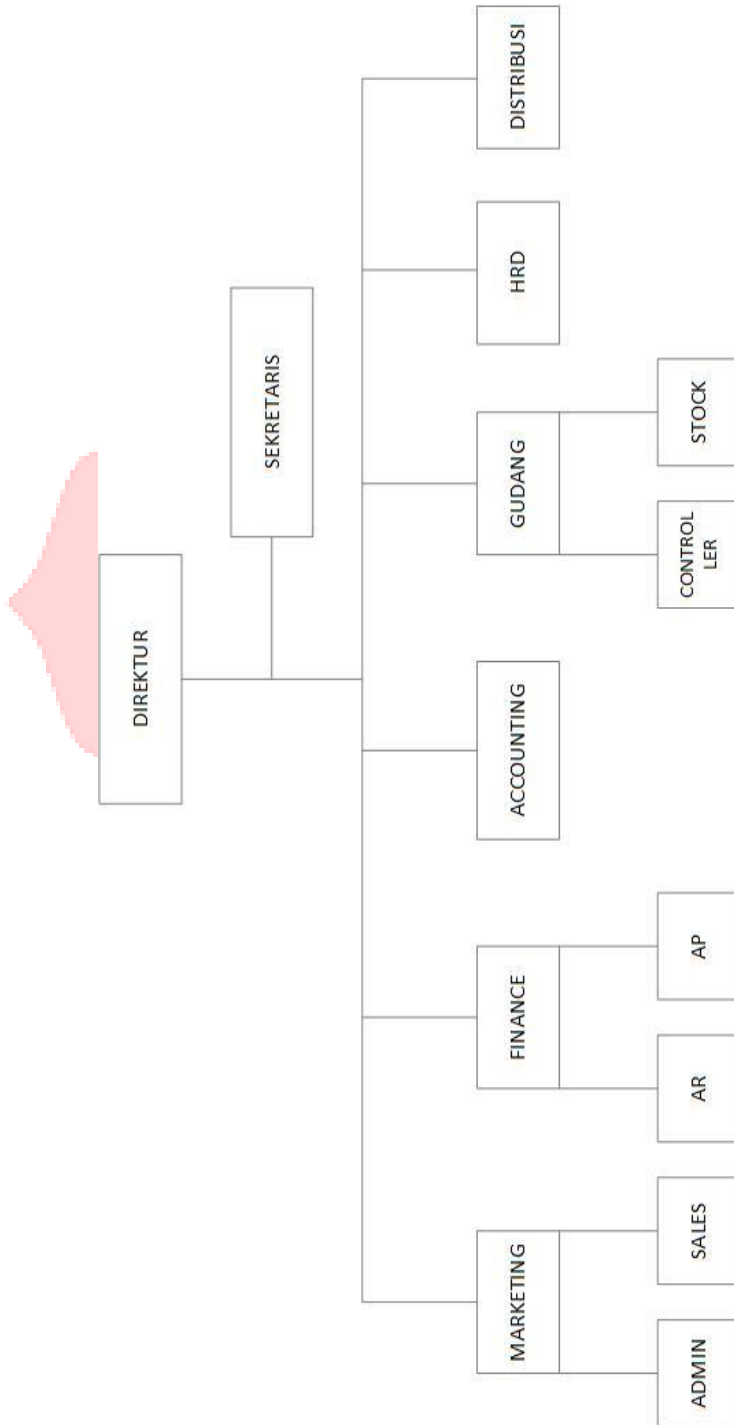 DIREKTUR
SEKRETARIS
MARKETING
FINANCE
ACCOUNTING
GUDANG
HRD
DISTRIBUSI
ADMIN
SALES
AR
AP
CONTROL
LER
STOCK